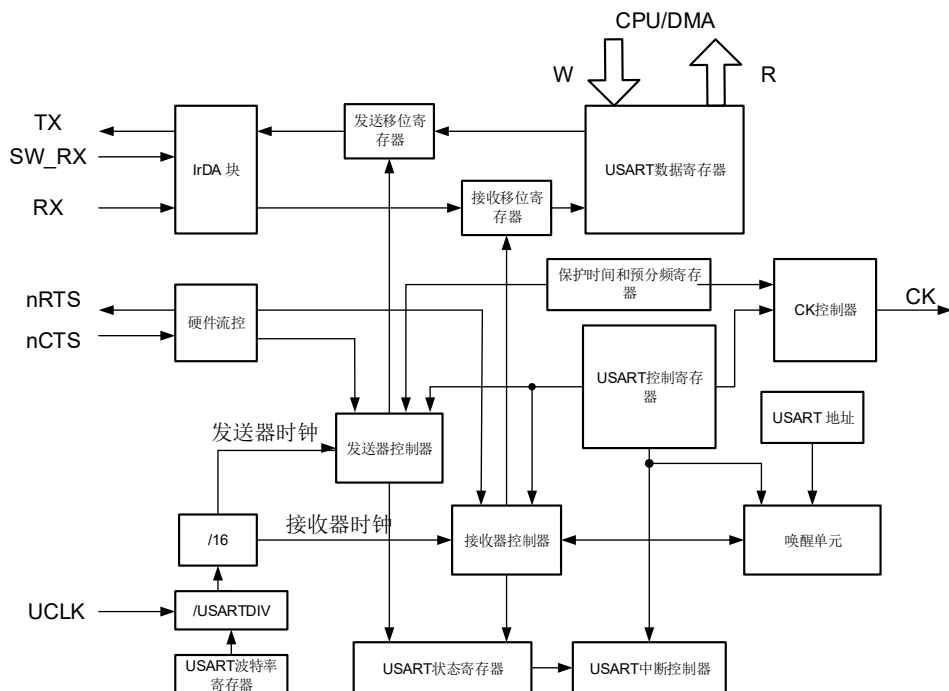 CPU/DMA
W
R
TX
SW_RX
RX
IrDA 块
发送移位寄
存器
接收移位寄
存器
USART数据寄存器
保护时间和预分频寄存
器
nRTS
nCTS
硬件流控
CK控制器
CK
USART控制寄存
器
USART 地址
发送器时钟
发送器控制器
/16
接收器时钟
接收器控制器
唤醒单元
UCLK
/USARTDIV
USART波特率
寄存器
USART状态寄存器
USART中断控制器